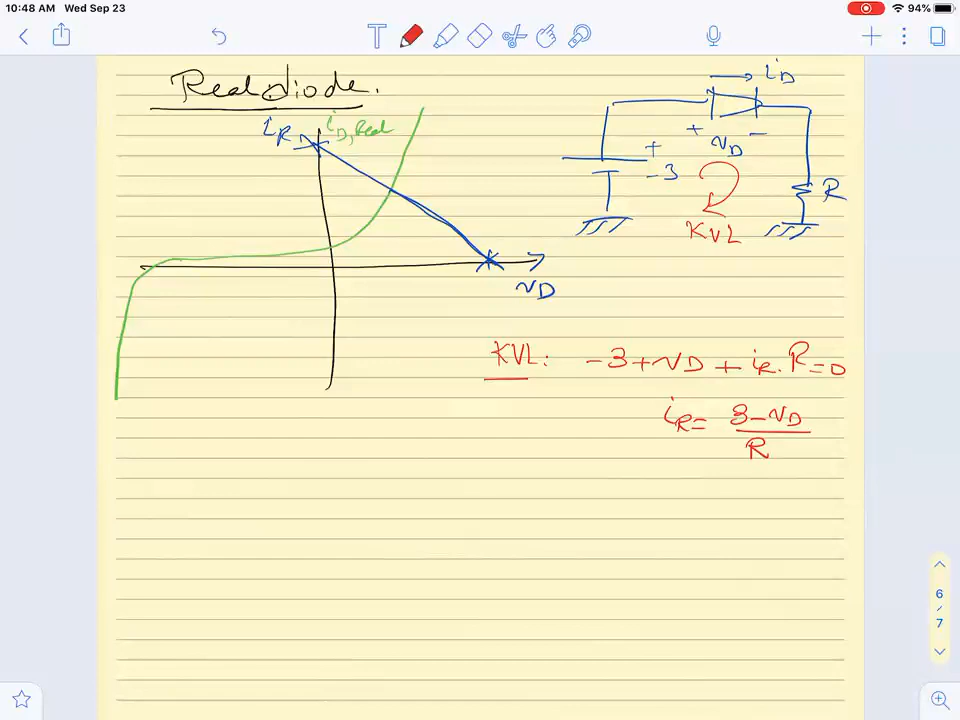 10:48 AM Wed Sep 23
94%
Real diode.
iR
iD, Real
vD
iD
+ vD -
+
- 3
R
KVL
KVL: -3 + vD + iR. R = 0
iR = 3 - vD / R
6
/
7